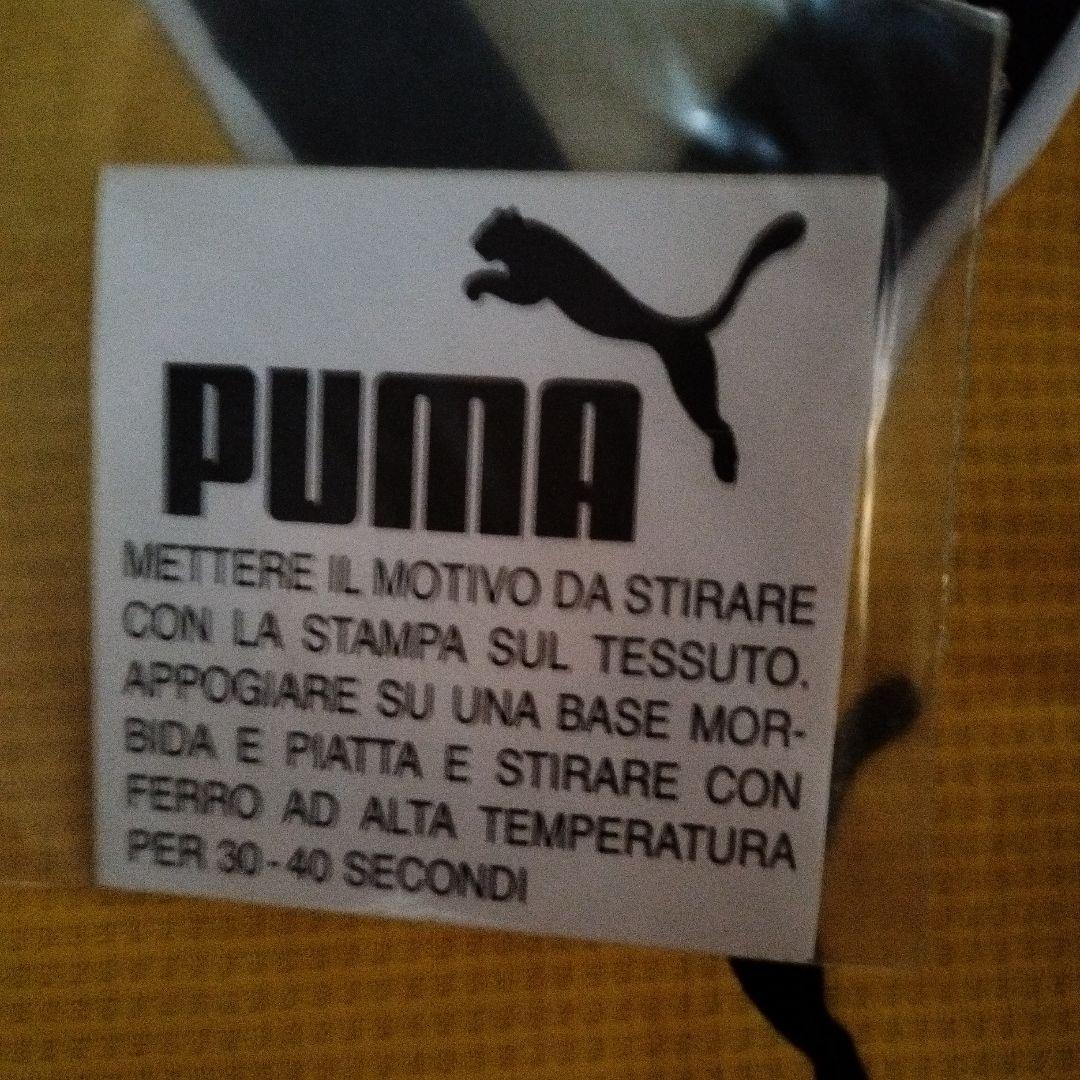 PUMA
METTERE IL MOTIVO DA STIRARE
CON LA STAMPA SUL TESSUTO.
APPOGIARE SU UNA BASE MOR-
BIDA E PIATTA E STIRARE CON
FERRO AD ALTA TEMPERATURA
PER 30-40 SECONDI